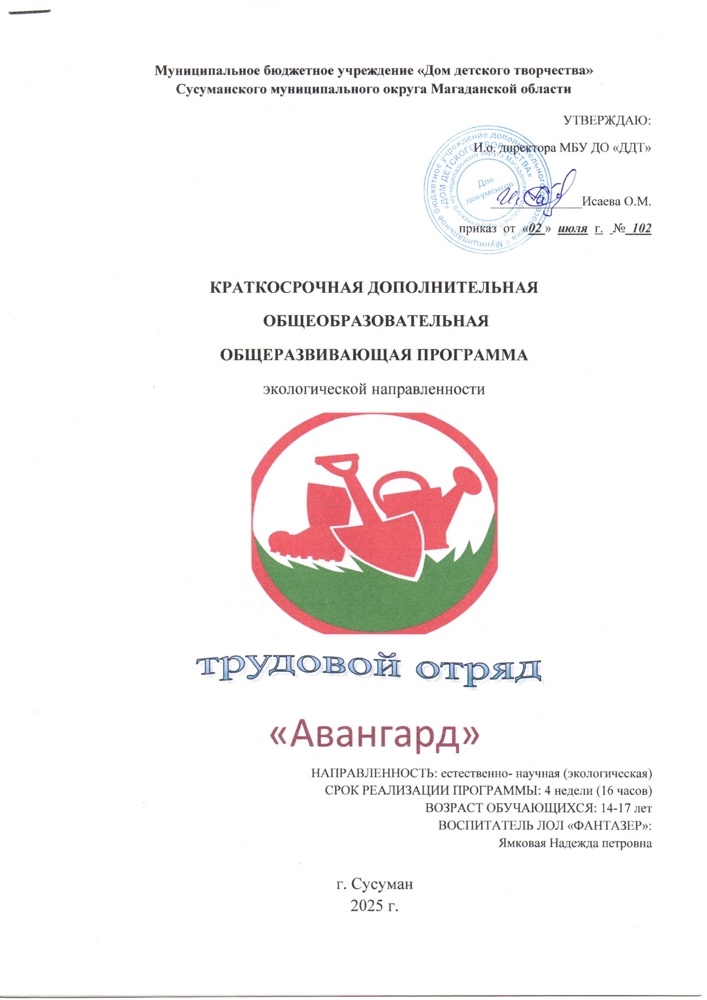 Муниципальное бюджетное учреждение «Дом детского творчества»
Сусуманского муниципального округа Магаданской области
УТВЕРЖДАЮ:
И.о. директора МБУ ДО «ДДТ»
Муниципальное бюджетное учреждение дополнительного образования
«ДОМ ДЕТСКОГО ТВОРЧЕСТВА»
Сусуманского муниципального округа Магаданской области
Для
документов
Исаева О.М.
приказ от «02 » июля г. № 102
КРАТКОСРОЧНАЯ ДОПОЛНИТЕЛЬНАЯ
ОБЩЕОБРАЗОВАТЕЛЬНАЯ
ОБЩЕРАЗВИВАЮЩАЯ ПРОГРАММА
экологической направленности
трудовой отряд
«Авангард»
НАПРАВЛЕННОСТЬ: естественно- научная (экологическая)
СРОК РЕАЛИЗАЦИИ ПРОГРАММЫ: 4 недели (16 часов)
ВОЗРАСТ ОБУЧАЮЩИХСЯ: 14-17 лет
ВОСПИТАТЕЛЬ ЛОЛ «ФАНТАЗЕР»:
Ямковая Надежда петровна
г. Сусуман
2025 г.